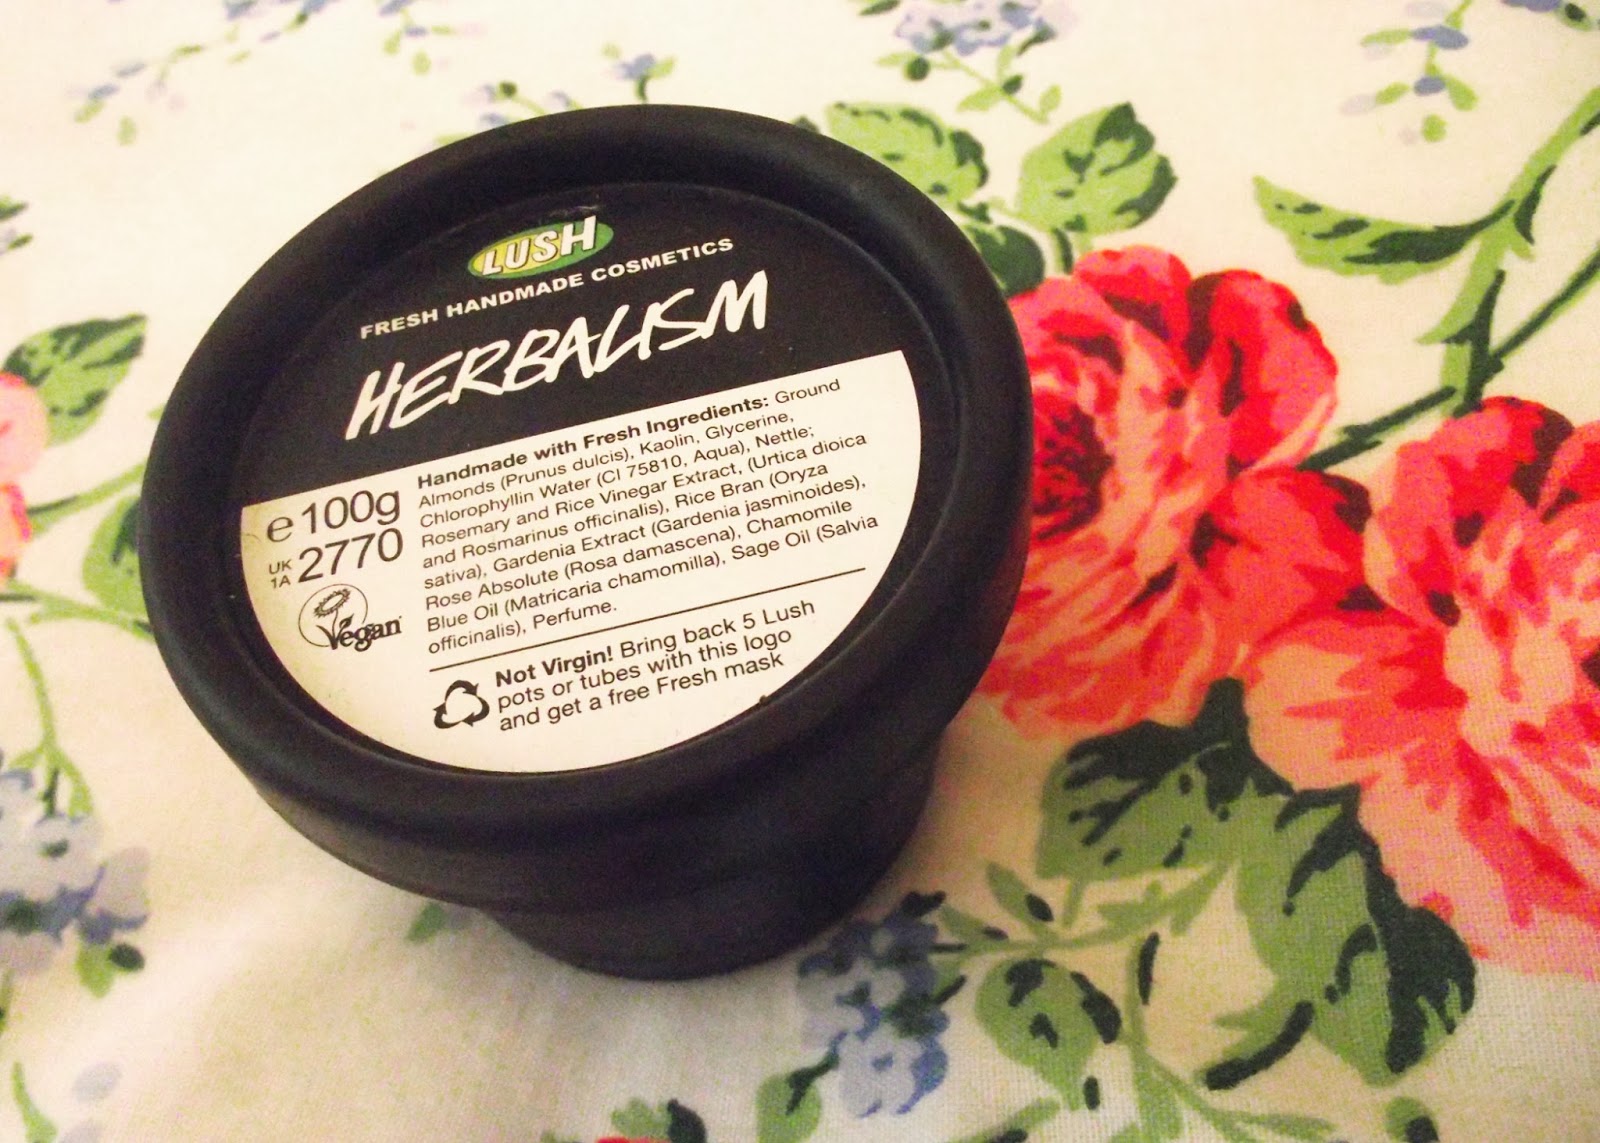 LUSH
FRESH HANDMADE COSMETICS
HERBALISM
Handmade with Fresh Ingredients: Ground
Almonds (Prunus dulcis), Kaolin, Glycerine,
Chlorophyllin Water (CI 75810, Aqua), Nettle;
Rosemary and Rice Vinegar Extract, (Urtica dioica
and Rosmarinus officinalis), Rice Bran (Oryza
sativa), Gardenia Extract (Gardenia jasminoides),
Rose Absolute (Rosa damascena), Chamomile
Blue Oil (Matricaria chamomilla), Sage Oil (Salvia
officinalis), Perfume.
e 100g
UK 1A 2770
Vegan
Not Virgin! Bring back 5 Lush
pots or tubes with this logo
and get a free Fresh mask